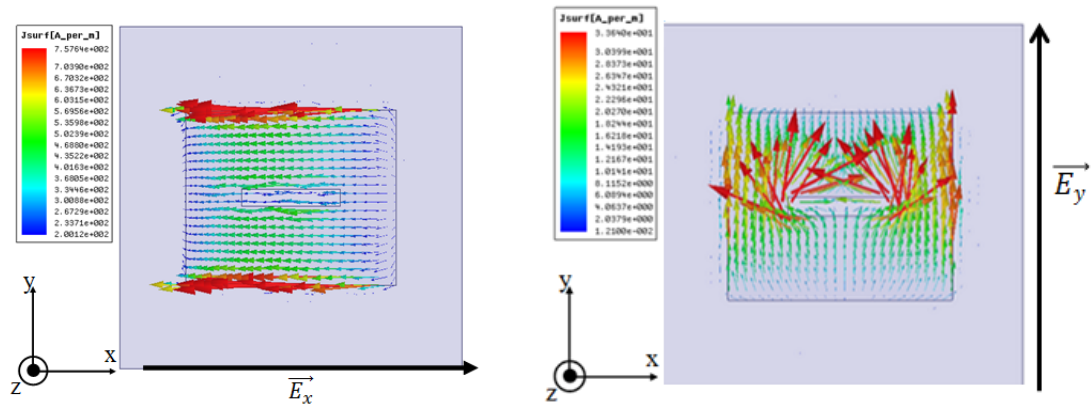 Jsurf[A_per_m]
7.5764e+002
7.0390e+002
6.7032e+002
6.3673e+002
6.0315e+002
5.6956e+002
5.3598e+002
5.0239e+002
4.6880e+002
4.3522e+002
4.0163e+002
3.6805e+002
3.3446e+002
3.0088e+002
2.6729e+002
2.3371e+002
2.0012e+002
y
x
z
E_x
Jsurf[A_per_m]
3.3640e+001
3.0399e+001
2.8373e+001
2.6347e+001
2.4321e+001
2.2296e+001
2.0270e+001
1.8244e+001
1.6218e+001
1.4193e+001
1.2167e+001
1.0141e+001
8.1152e+000
6.0894e+000
4.0637e+000
2.0379e+000
1.2100e-002
y
x
z
E_y